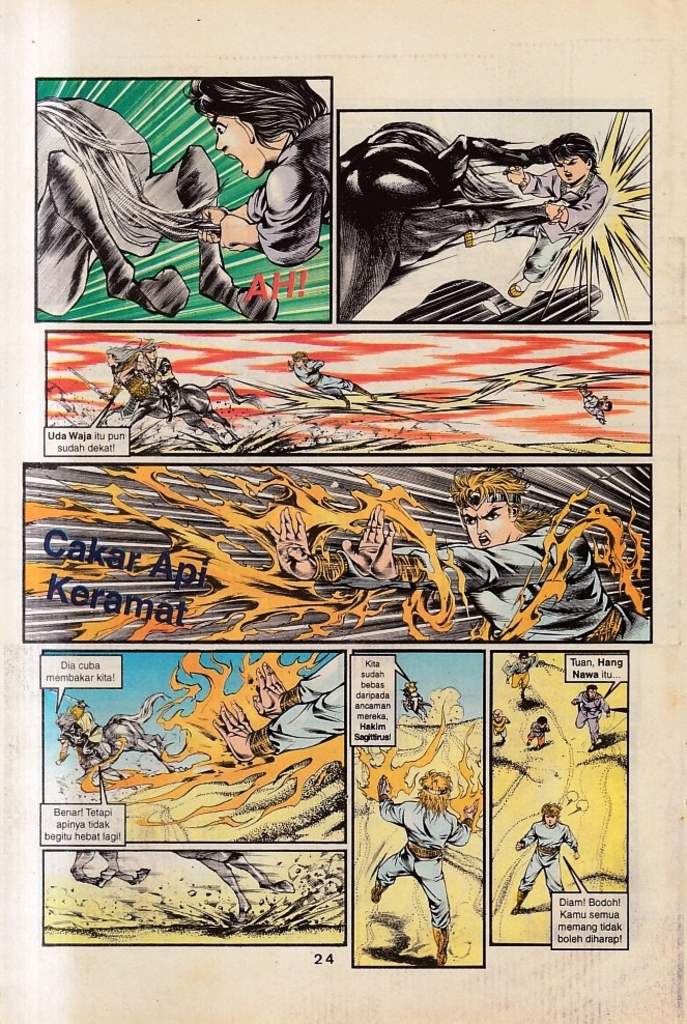 AH!
Uda Waja itu pun
sudah dekat!
Cakar Api
Keramat
Dia cuba
membakar kita!
Benar! Tetapi
apinya tidak
begitu hebat lagi!
Kita
sudah
bebas
daripada
ancaman
mereka,
Hakim
Sagittirus!
Tuan, Hang
Nawa itu...
Diam! Bodoh!
Kamu semua
memang tidak
boleh diharap!
24